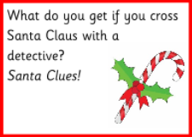 What do you get if you cross
Santa Claus with a
detective?
Santa Clues!